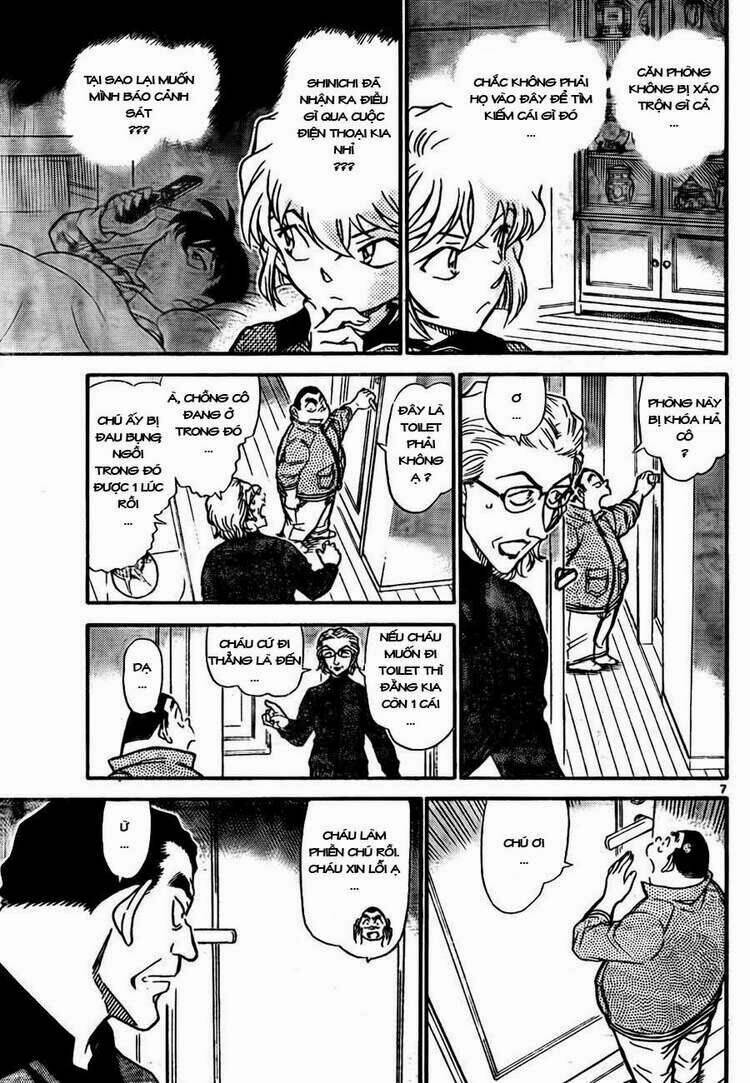 CĂN PHÒNG
KHÔNG BỊ XÁO
TRỘN GÌ CẢ
...
CHẮC KHÔNG PHẢI
HỌ VÀO ĐÂY ĐỂ TÌM
KIẾM CÁI GÌ ĐÓ
...
SHINICHI ĐÃ
NHẬN RA ĐIỀU
GÌ QUA CUỘC
ĐIỆN THOẠI KIA
NHỈ
???
TẠI SAO LẠI MUỐN
MÌNH BÁO CẢNH
SÁT
???
PHÒNG NÀY
BỊ KHÓA HẢ
CÔ
?
Ơ
...
ĐÂY LÀ
TOILET
PHẢI
KHÔNG
Ạ ?
À, CHỒNG CÔ
ĐANG Ở
TRONG ĐÓ
...
CHÚ ẤY BỊ
ĐAU BỤNG
NGỒI
TRONG ĐÓ
ĐƯỢC 1 LÚC
RỒI
...
NẾU CHÁU
MUỐN ĐI
TOILET THÌ
ĐẰNG KIA
CÒN 1 CÁI
...
CHÁU CỨ ĐI
THẲNG LÀ ĐẾN
...
DẠ
...
7
CHÚ ƠI
...
CHÁU LÀM
PHIỀN CHÚ RỒI.
CHÁU XIN LỖI Ạ
...
Ừ
...